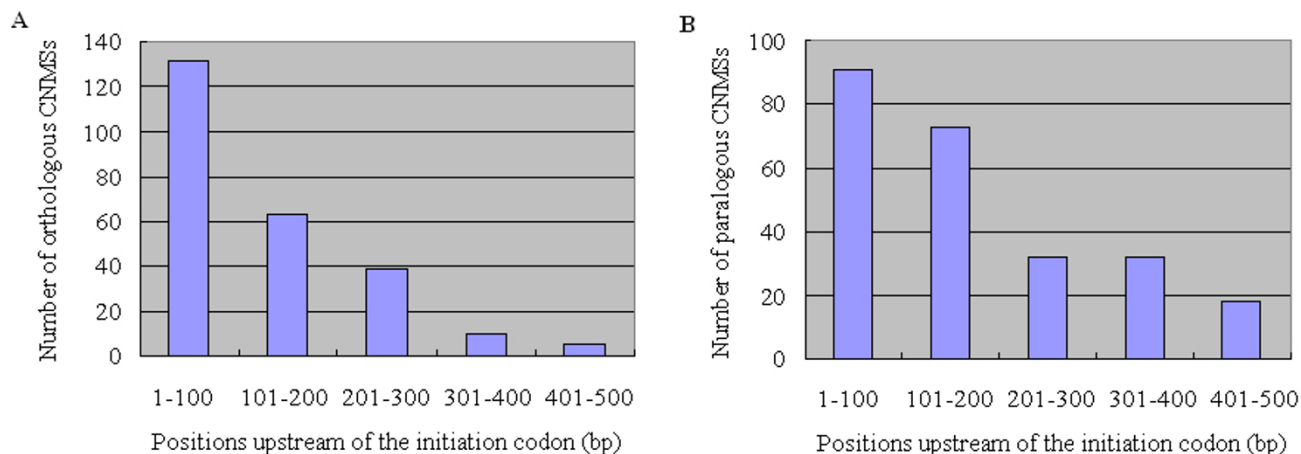 A
Number of orthologous CNMSs
140
120
100
80
60
40
20
0
1-100 101-200 201-300 301-400 401-500
Positions upstream of the initiation codon (bp)
B
Number of paralogous CNMSs
100
80
60
40
20
0
1-100 101-200 201-300 301-400 401-500
Positions upstream of the initiation codon (bp)